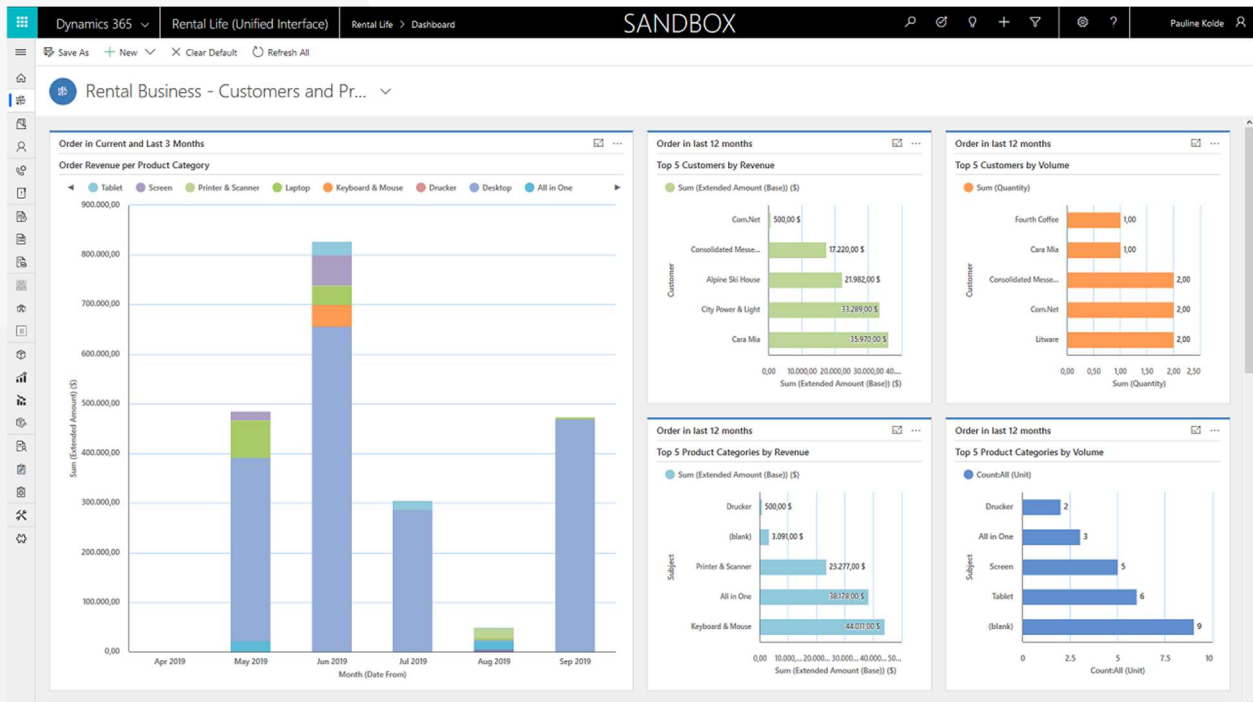 Dynamics 365 Rental Life (Unified Interface) Rental Life > Dashboard SANDBOX Pauline Kolde
Save As New Clear Default Refresh All
Rental Business - Customers and Pr...
Order in Current and Last 3 Months
Order Revenue per Product Category
Tablet Screen Printer & Scanner Laptop Keyboard & Mouse Drucker Desktop All in One
900.000,00
800.000,00
700.000,00
600.000,00
500.000,00
400.000,00
300.000,00
200.000,00
100.000,00
0,00
Sum (Extended Amount) ($)
Apr 2019 May 2019 Jun 2019 Jul 2019 Aug 2019 Sep 2019
Month (Date From)
Order in last 12 months
Top 5 Customers by Revenue
Sum (Extended Amount (Base)) ($)
Customer
Com.Net 500,00 $
Consolidated Messe... 17.220,00 $
Alpine Ski House 21.982,00 $
City Power & Light 33.289,00 $
Cara Mia 35.970,00 $
0,00 10.000,00 20.000,00 30.000,00 40....
Sum (Extended Amount (Base)) ($)
Order in last 12 months
Top 5 Customers by Volume
Sum (Quantity)
Customer
Fourth Coffee 1,00
Cara Mia 1,00
Consolidated Messe... 2,00
Com.Net 2,00
Litware 2,00
0,00 0,50 1,00 1,50 2,00 2,50
Sum (Quantity)
Order in last 12 months
Top 5 Product Categories by Revenue
Sum (Extended Amount (Base)) ($)
Subject
Drucker 500,00 $
(blank) 3.091,00 $
Printer & Scanner 23.277,00 $
All in One 38.178,00 $
Keyboard & Mouse 44.011,00 $
0,00 10.000,... 20.000... 30.000... 40.000... 50....
Sum (Extended Amount (Base)) ($)
Order in last 12 months
Top 5 Product Categories by Volume
Count:All (Unit)
Subject
Drucker 2
All in One 3
Screen 5
Tablet 6
(blank) 9
0 2.5 5 7.5 10
Count:All (Unit)